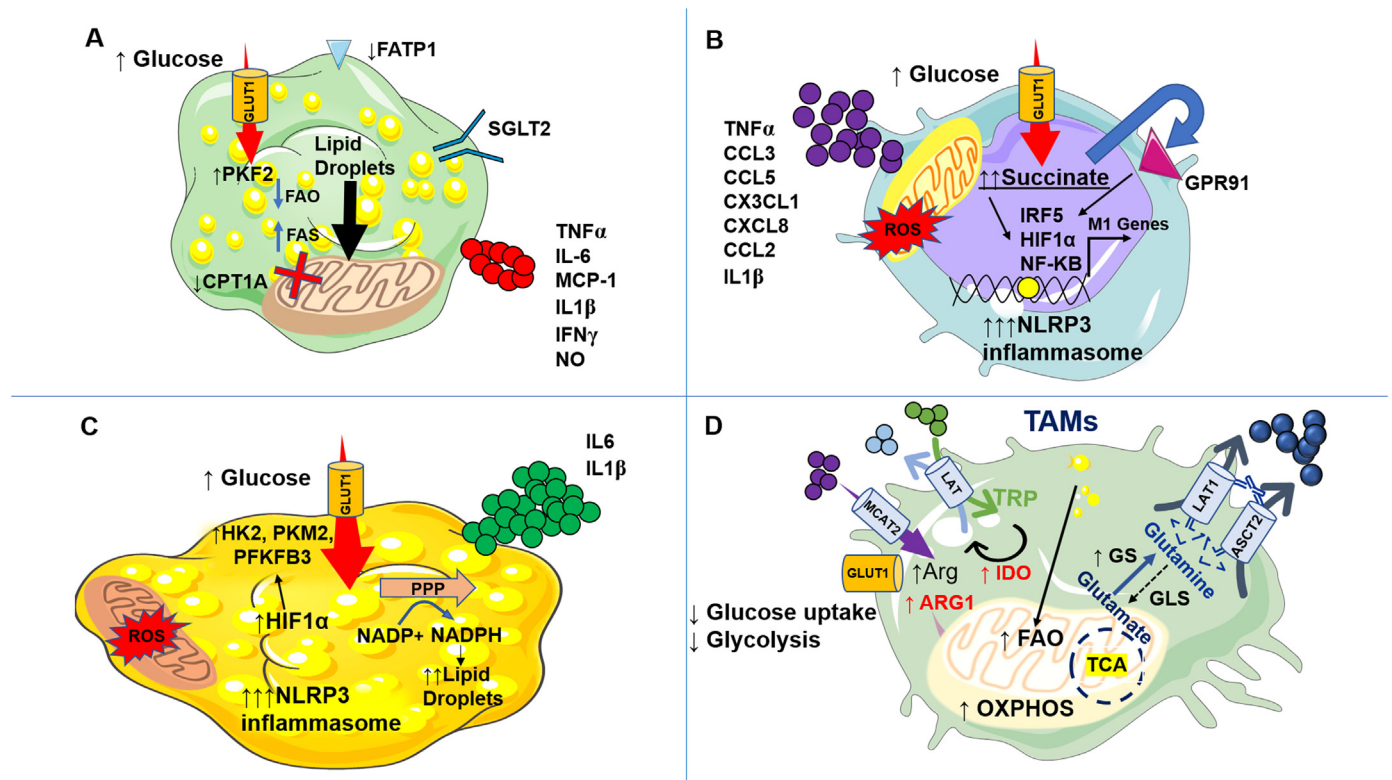 A
↑ Glucose
↓FATP1
GLUT1
SGLT2
Lipid
Droplets
↑PKF2
FAO
FAS
↓CPT1A
TNFα
IL-6
MCP-1
IL1β
IFNγ
NO
B
↑ Glucose
GLUT1
TNFα
CCL3
CCL5
CX3CL1
CXCL8
CCL2
IL1β
↑↑Succinate
GPR91
ROS
IRF5
HIF1α
NF-KB
M1 Genes
↑↑↑NLRP3
inflammasome
C
IL6
IL1β
↑ Glucose
GLUT1
↑HK2, PKM2,
PFKFB3
PPP
ROS
↑HIF1α
NADP+ NADPH
↑↑Lipid
Droplets
↑↑↑NLRP3
inflammasome
D
TAMs
LAT
MCAT2
TRP
LAT1
ASCT2
GLUT1
↑Arg
↑ IDO
↑ ARG1
↑ GS
Glutamine
GLS
Glutamate
↓ Glucose uptake
↓ Glycolysis
↑ FAO
TCA
↑ OXPHOS